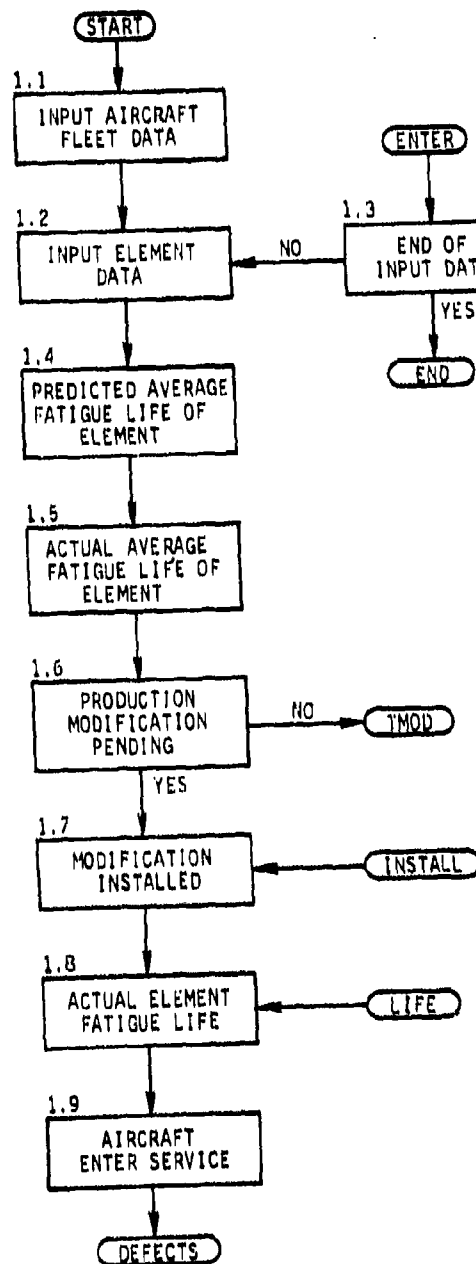 START
1.1
INPUT AIRCRAFT
FLEET DATA
ENTER
1.2
INPUT ELEMENT
DATA
NO
1.3
END OF
INPUT DAT
YES
END
1.4
PREDICTED AVERAGE
FATIGUE LIFE OF
ELEMENT
1.5
ACTUAL AVERAGE
FATIGUE LIFE OF
ELEMENT
1.6
PRODUCTION
MODIFICATION
PENDING
NO
TMOD
YES
1.7
MODIFICATION
INSTALLED
INSTALL
1.8
ACTUAL ELEMENT
FATIGUE LIFE
LIFE
1.9
AIRCRAFT
ENTER SERVICE
DEFECTS